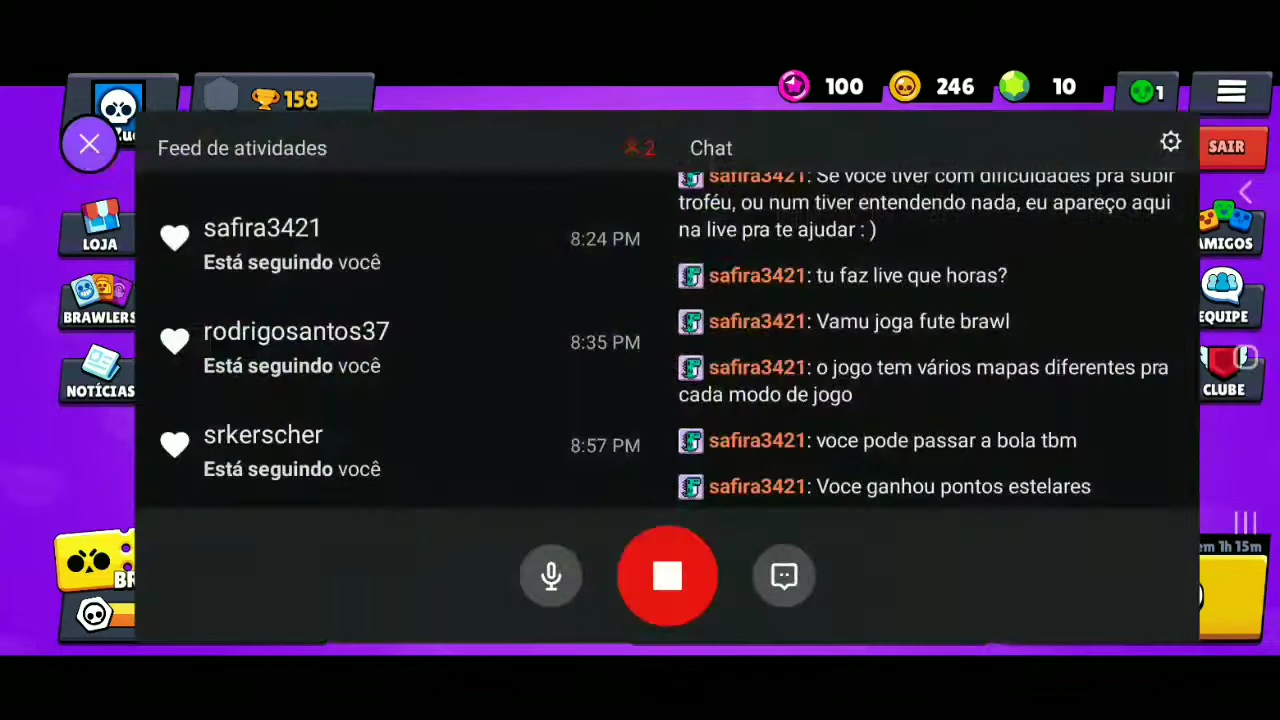 158
100
246
10
1
Feed de atividades
2
Chat
SAIR
safira3421: Se você tiver com dificuldades pra subir
troféu, ou num tiver entendendo nada, eu apareço aqui
na live pra te ajudar : )
safira3421
8:24 PM
Está seguindo você
LOJA
AMIGOS
safira3421: tu faz live que horas?
BRAWLERS
rodrigosantos37
8:35 PM
Está seguindo você
safira3421: Vamu joga fute brawl
EQUIPE
safira3421: o jogo tem vários mapas diferentes pra
cada modo de jogo
NOTÍCIAS
CLUBE
srkerscher
8:57 PM
Está seguindo você
safira3421: voce pode passar a bola tbm
safira3421: Voce ganhou pontos estelares
em 1h 15m
BR